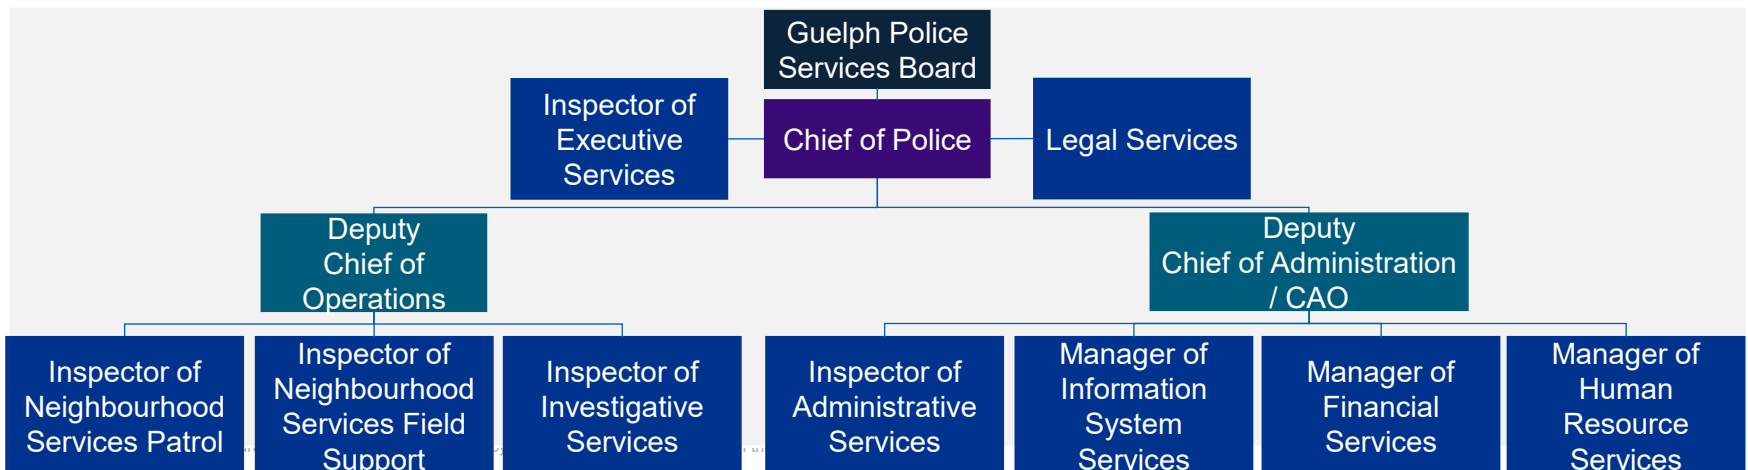 Guelph Police
Services Board
Inspector of
Executive
Services
Chief of Police
Legal Services
Deputy
Chief of
Operations
Deputy
Chief of Administration
/ CAO
Inspector of
Neighbourhood
Services Patrol
Inspector of
Neighbourhood
Services Field
Support
Inspector of
Investigative
Services
Inspector of
Administrative
Services
Manager of
Information
System
Services
Manager of
Financial
Services
Manager of
Human
Resource
Services